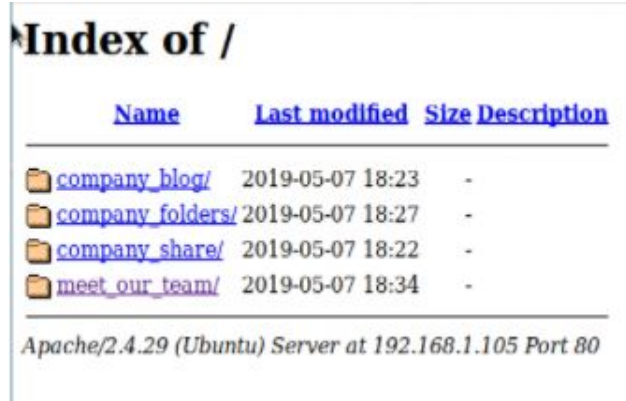 Index of /
Name Last modified Size Description
company_blog/ 2019-05-07 18:23 -
company_folders/ 2019-05-07 18:27 -
company_share/ 2019-05-07 18:22 -
meet_our_team/ 2019-05-07 18:34 -
Apache/2.4.29 (Ubuntu) Server at 192.168.1.105 Port 80